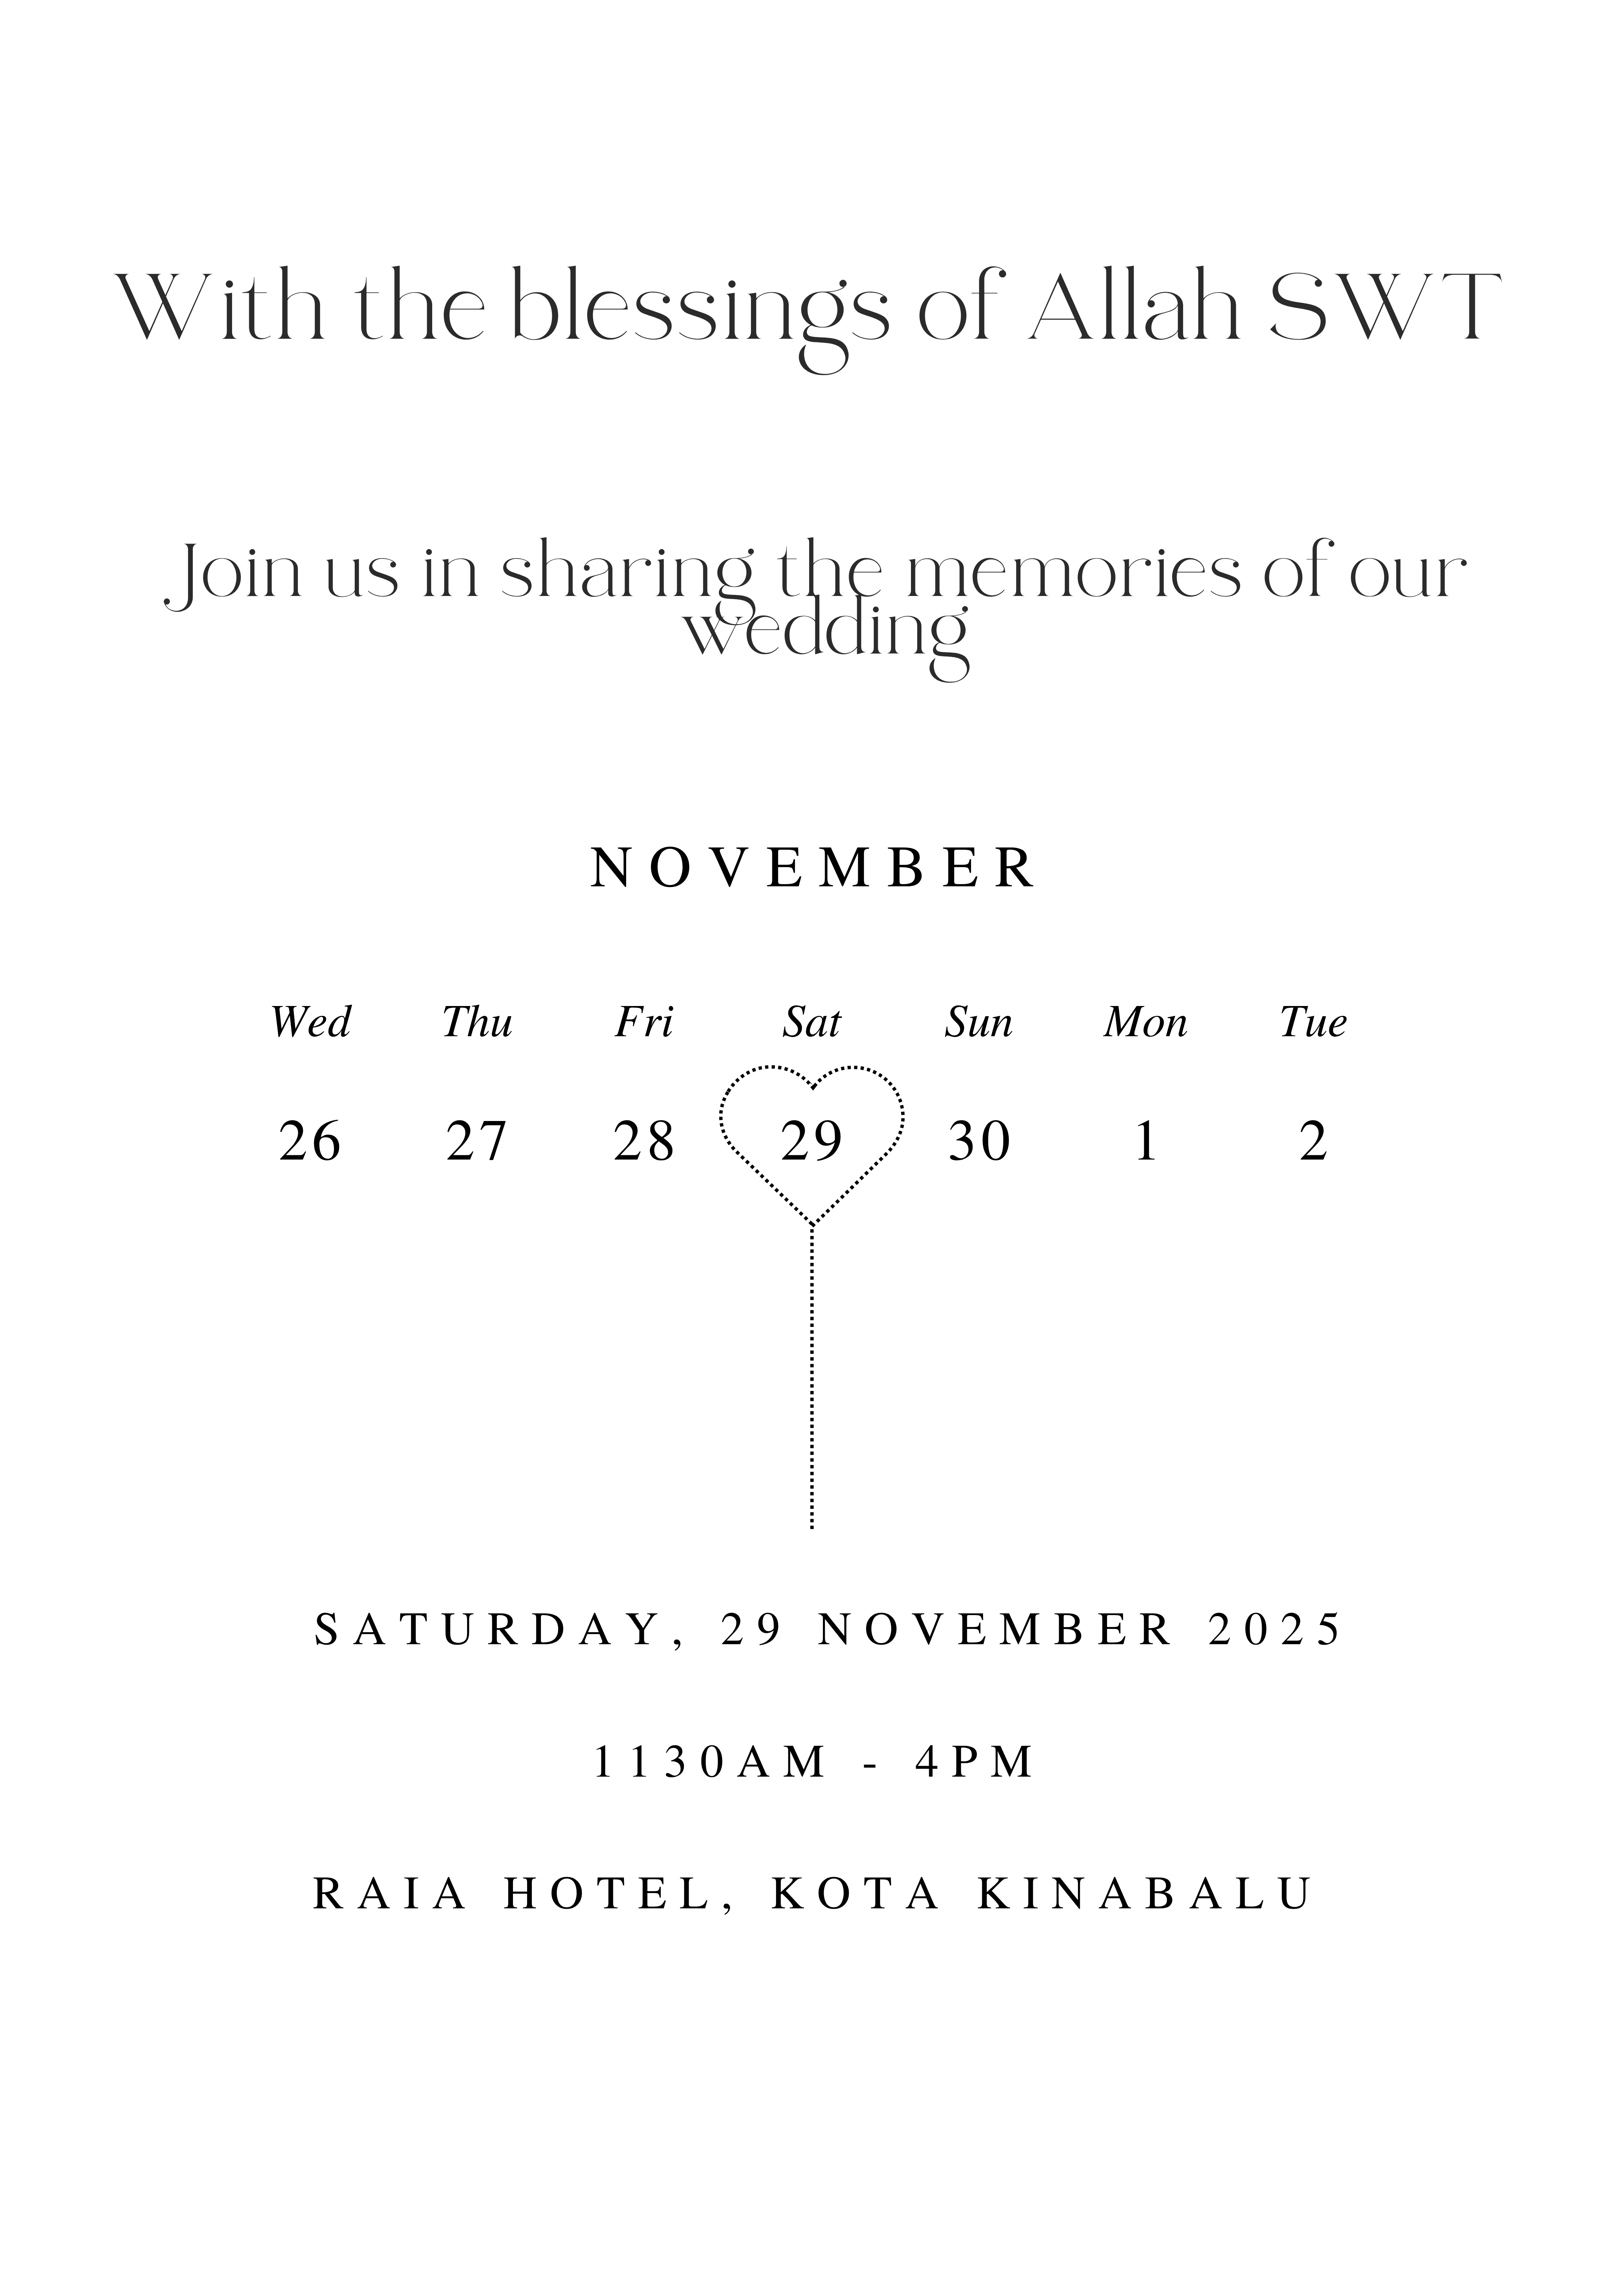 With the blessings of Allah SWT
Join us in sharing the memories of our
wedding
NOVEMBER
Wed Thu Fri Sat Sun Mon Tue
26 27 28 29 30 1 2
SATURDAY, 29 NOVEMBER 2025
1130AM - 4PM
RAIA HOTEL, KOTA KINABALU